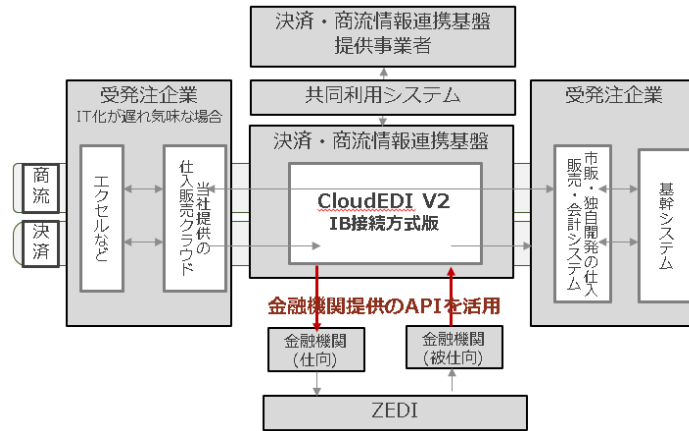 決済・商流情報連携基盤
提供事業者
共同利用システム
受発注企業
IT化が遅れ気味な場合
決済・商流情報連携基盤
受発注企業
商流
決済
エクセルなど
当社提供の
仕入販売クラウド
CloudEDI V2
IB接続方式版
市販・独自開発の仕入
販売・会計システム
基幹システム
金融機関提供のAPIを活用
金融機関
(仕向)
金融機関
(被仕向)
ZEDI